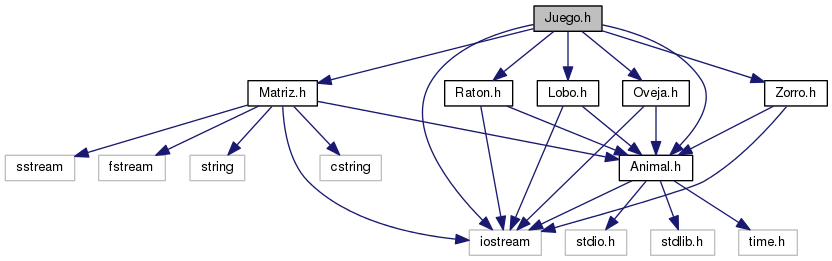 Juego.h
Matriz.h
Raton.h
Lobo.h
Oveja.h
Zorro.h
sstream
fstream
string
cstring
Animal.h
iostream
stdio.h
stdlib.h
time.h